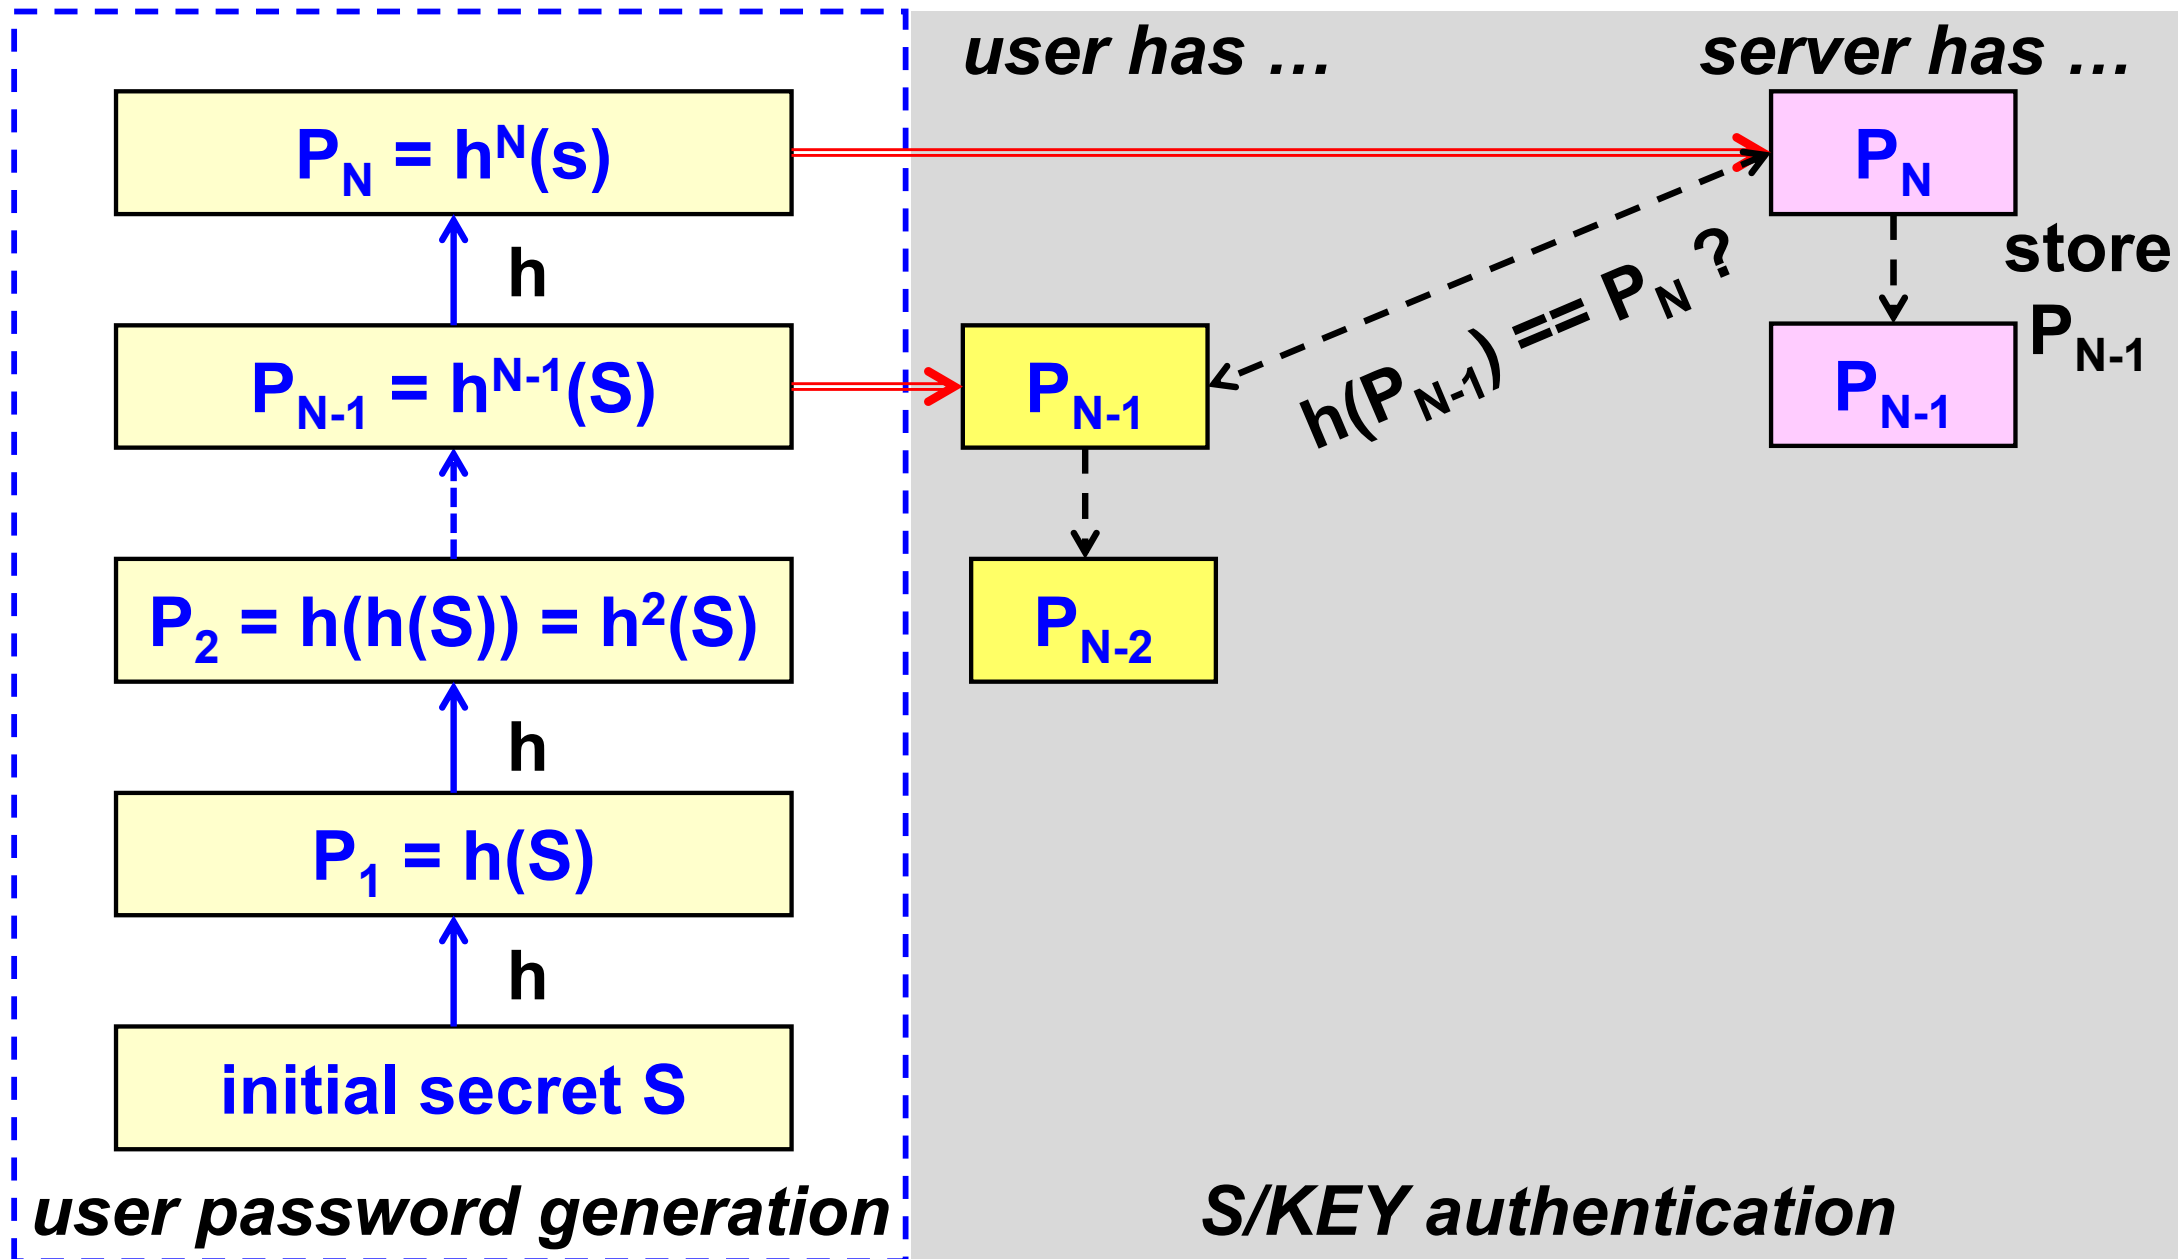 user has …
server has …
P_N = h^N(s)
P_N
h
store
P_N-1
h(P_N-1) == P_N ?
P_N-1 = h^N-1(S)
P_N-1
P_N-1
P_2 = h(h(S)) = h^2(S)
P_N-2
h
P_1 = h(S)
h
initial secret S
user password generation
S/KEY authentication